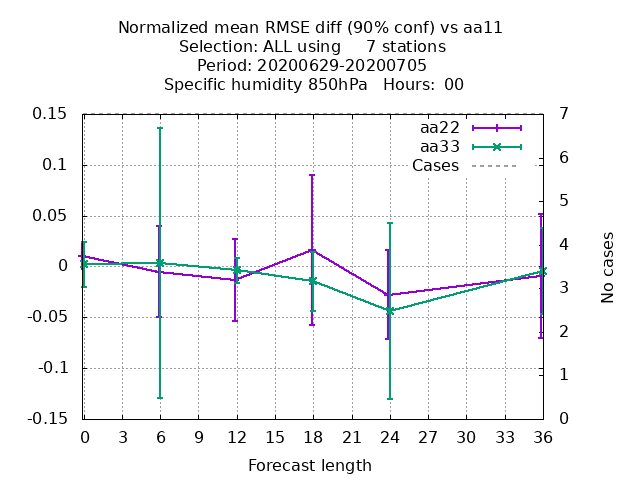 Normalized mean RMSE diff (90% conf) vs aa11
Selection: ALL using     7 stations
Period: 20200629-20200705
Specific humidity 850hPa   Hours:  00
0.15
0.1
0.05
0
-0.05
-0.1
-0.15
7
6
5
4
3
2
1
0
aa22
aa33
Cases
No cases
0 3 6 9 12 15 18 21 24 27 30 33 36
Forecast length